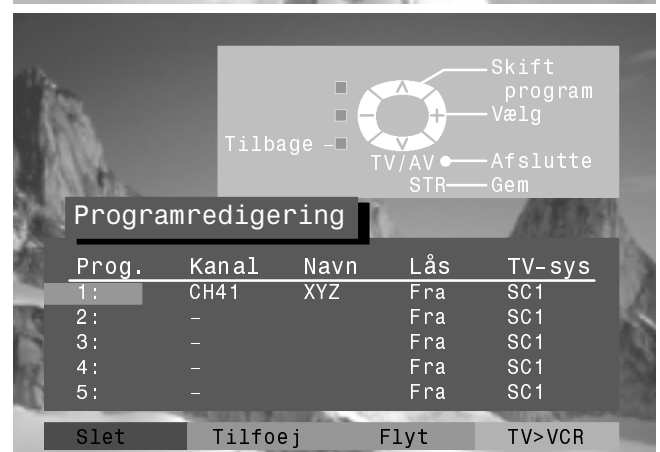 Skift
program
Vælg
Tilbage
TV/AV Afslutte
STR Gem
Programredigering
Prog. Kanal Navn Lås TV-sys
1: CH41 XYZ Fra SC1
2: - Fra SC1
3: - Fra SC1
4: - Fra SC1
5: - Fra SC1
Slet Tilfoej Flyt TV>VCR